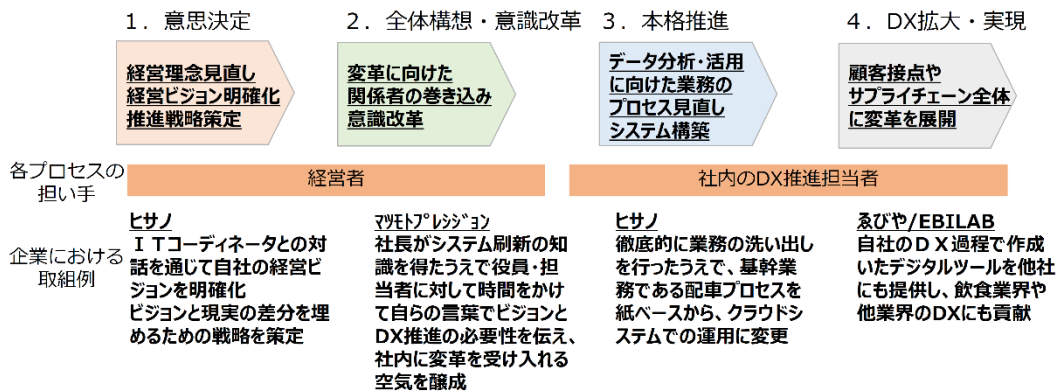 1．意思決定
2．全体構想・意識改革
3．本格推進
4．DX拡大・実現
経営理念見直し
経営ビジョン明確化
推進戦略策定
変革に向けた
関係者の巻き込み
意識改革
データ分析・活用
に向けた業務の
プロセス見直し
システム構築
顧客接点や
サプライチェーン全体
に変革を展開
各プロセスの
担い手
経営者
社内のDX推進担当者
企業における
取組例
ヒサノ
ＩＴコーディネータとの対
話を通じて自社の経営ビ
ジョンを明確化
ビジョンと現実の差分を埋
めるための戦略を策定
ﾏﾂﾓﾄﾌﾟﾚｼｼﾞｮﾝ
社長がシステム刷新の知
識を得たうえで役員・担
当者に対して時間をかけ
て自らの言葉でビジョンと
DX推進の必要性を伝え、
社内に変革を受け入れる
空気を醸成
ヒサノ
徹底的に業務の洗い出し
を行ったうえで、基幹業
務である配車プロセスを
紙ベースから、クラウドシ
ステムでの運用に変更
ゑびや/EBILAB
自社のＤＸ過程で作成
いたデジタルツールを他社
にも提供し、飲食業界や
他業界のDXにも貢献